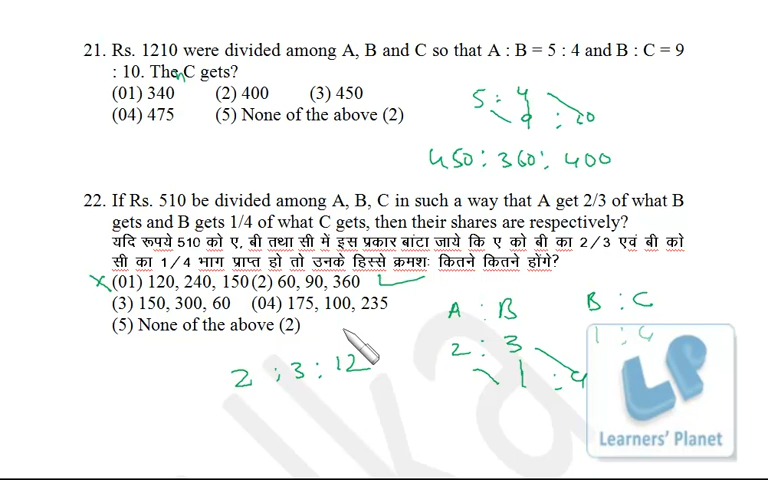 21. Rs. 1210 were divided among A, B and C so that A : B = 5 : 4 and B : C = 9
: 10. Then C gets?
(01) 340 (2) 400 (3) 450
(04) 475 (5) None of the above (2)
5 : 4
9 : 10
450 : 360 : 400
22. If Rs. 510 be divided among A, B, C in such a way that A get 2/3 of what B
gets and B gets 1/4 of what C gets, then their shares are respectively?
यदि रूपये 510 को ए, बी तथा सी में इस प्रकार बांटा जाये कि ए को बी का 2/3 एवं बी को
सी का 1/4 भाग प्राप्त हो तो उनके हिस्से क्रमशः कितने कितने होंगे?
(01) 120, 240, 150 (2) 60, 90, 360
(3) 150, 300, 60 (04) 175, 100, 235
(5) None of the above (2)
A : B B : C
2 : 3 1 : 4
1 : 4
2 : 3 : 12
LP
Learners' Planet